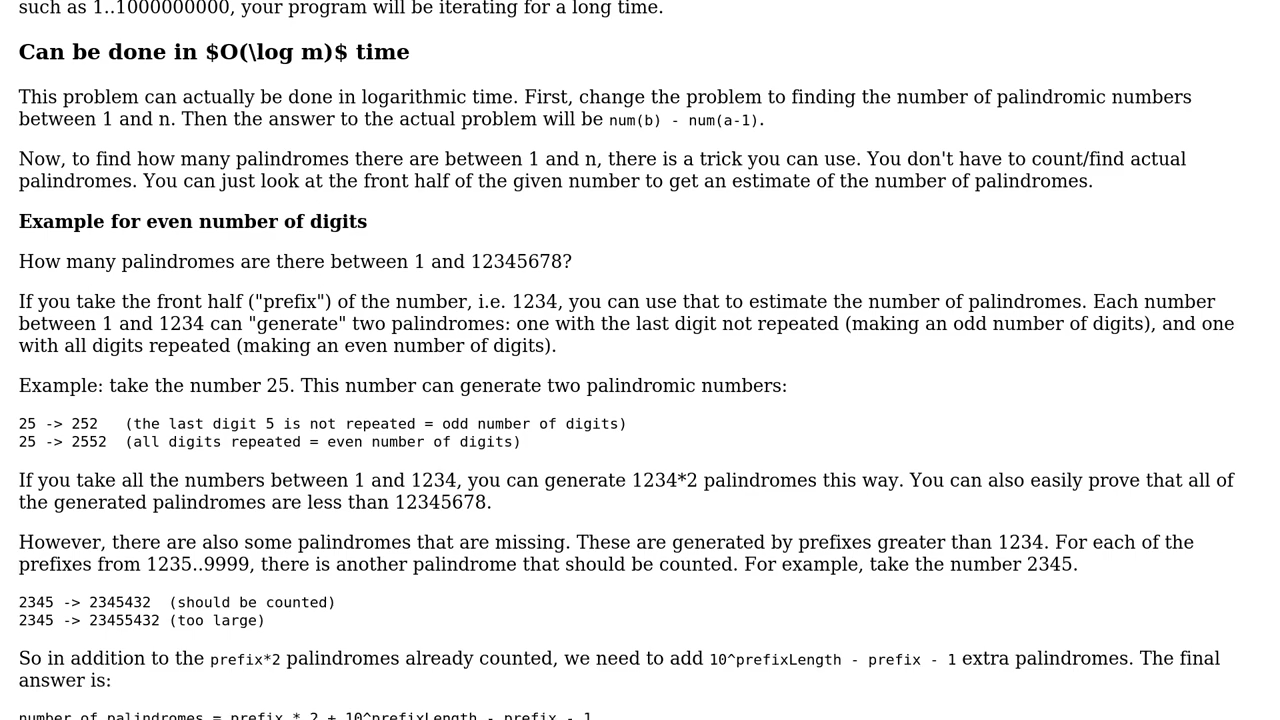 such as 1..1000000000, your program will be iterating for a long time.
Can be done in $O(\log m)$ time
This problem can actually be done in logarithmic time. First, change the problem to finding the number of palindromic numbers
between 1 and n. Then the answer to the actual problem will be num(b) - num(a-1).
Now, to find how many palindromes there are between 1 and n, there is a trick you can use. You don't have to count/find actual
palindromes. You can just look at the front half of the given number to get an estimate of the number of palindromes.
Example for even number of digits
How many palindromes are there between 1 and 12345678?
If you take the front half ("prefix") of the number, i.e. 1234, you can use that to estimate the number of palindromes. Each number
between 1 and 1234 can "generate" two palindromes: one with the last digit not repeated (making an odd number of digits), and one
with all digits repeated (making an even number of digits).
Example: take the number 25. This number can generate two palindromic numbers:
25 -> 252   (the last digit 5 is not repeated = odd number of digits)
25 -> 2552  (all digits repeated = even number of digits)
If you take all the numbers between 1 and 1234, you can generate 1234*2 palindromes this way. You can also easily prove that all of
the generated palindromes are less than 12345678.
However, there are also some palindromes that are missing. These are generated by prefixes greater than 1234. For each of the
prefixes from 1235..9999, there is another palindrome that should be counted. For example, take the number 2345.
2345 -> 2345432  (should be counted)
2345 -> 23455432 (too large)
So in addition to the prefix*2 palindromes already counted, we need to add 10^prefixLength - prefix - 1 extra palindromes. The final
answer is:
number of palindromes = prefix * 2 + 10^prefixLength - prefix - 1